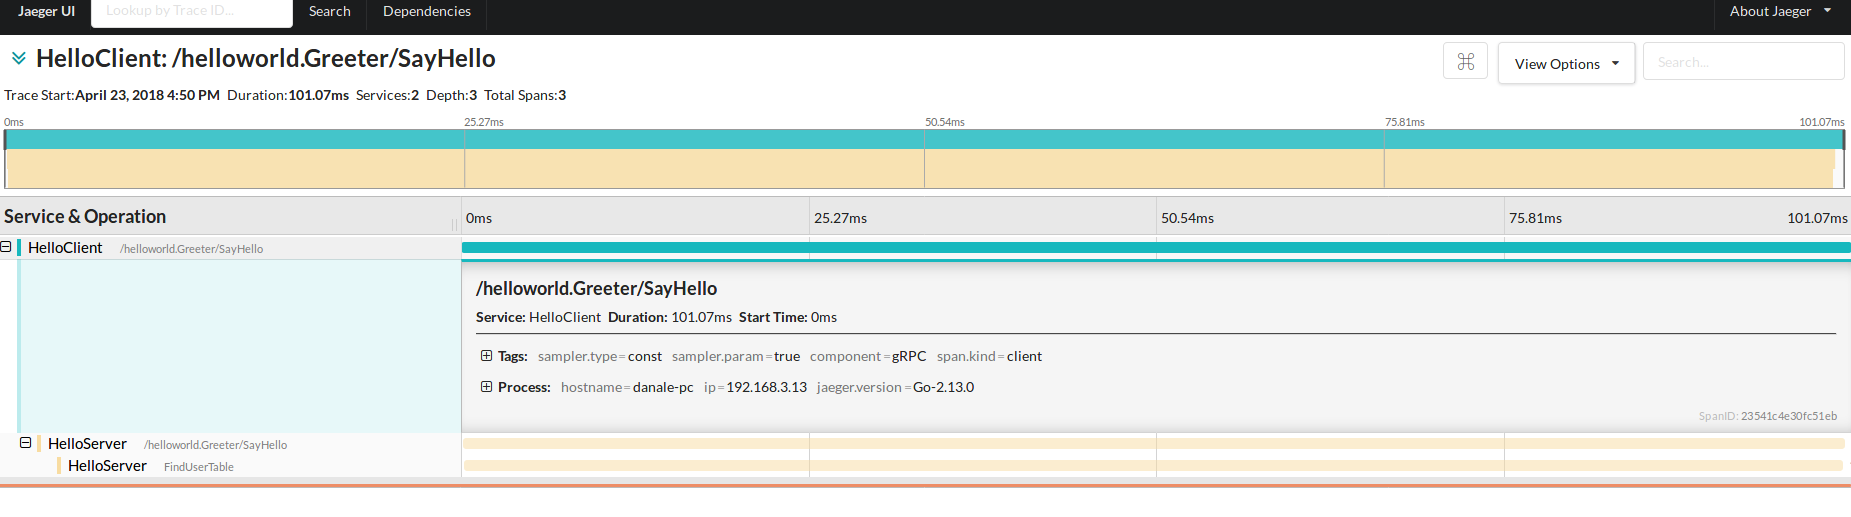 Jaeger UI Lookup by Trace ID... Search Dependencies About Jaeger
HelloClient: /helloworld.Greeter/SayHello View Options Search...
Trace Start:April 23, 2018 4:50 PM Duration:101.07ms Services:2 Depth:3 Total Spans:3
0ms 25.27ms 50.54ms 75.81ms 101.07ms
Service & Operation 0ms 25.27ms 50.54ms 75.81ms 101.07ms
HelloClient /helloworld.Greeter/SayHello
/helloworld.Greeter/SayHello
Service: HelloClient Duration: 101.07ms Start Time: 0ms
Tags: sampler.type=const sampler.param=true component=gRPC span.kind=client
Process: hostname=danale-pc ip=192.168.3.13 jaeger.version=Go-2.13.0
SpanID: 23541c4e30fc51eb
HelloServer /helloworld.Greeter/SayHello
HelloServer FindUserTable